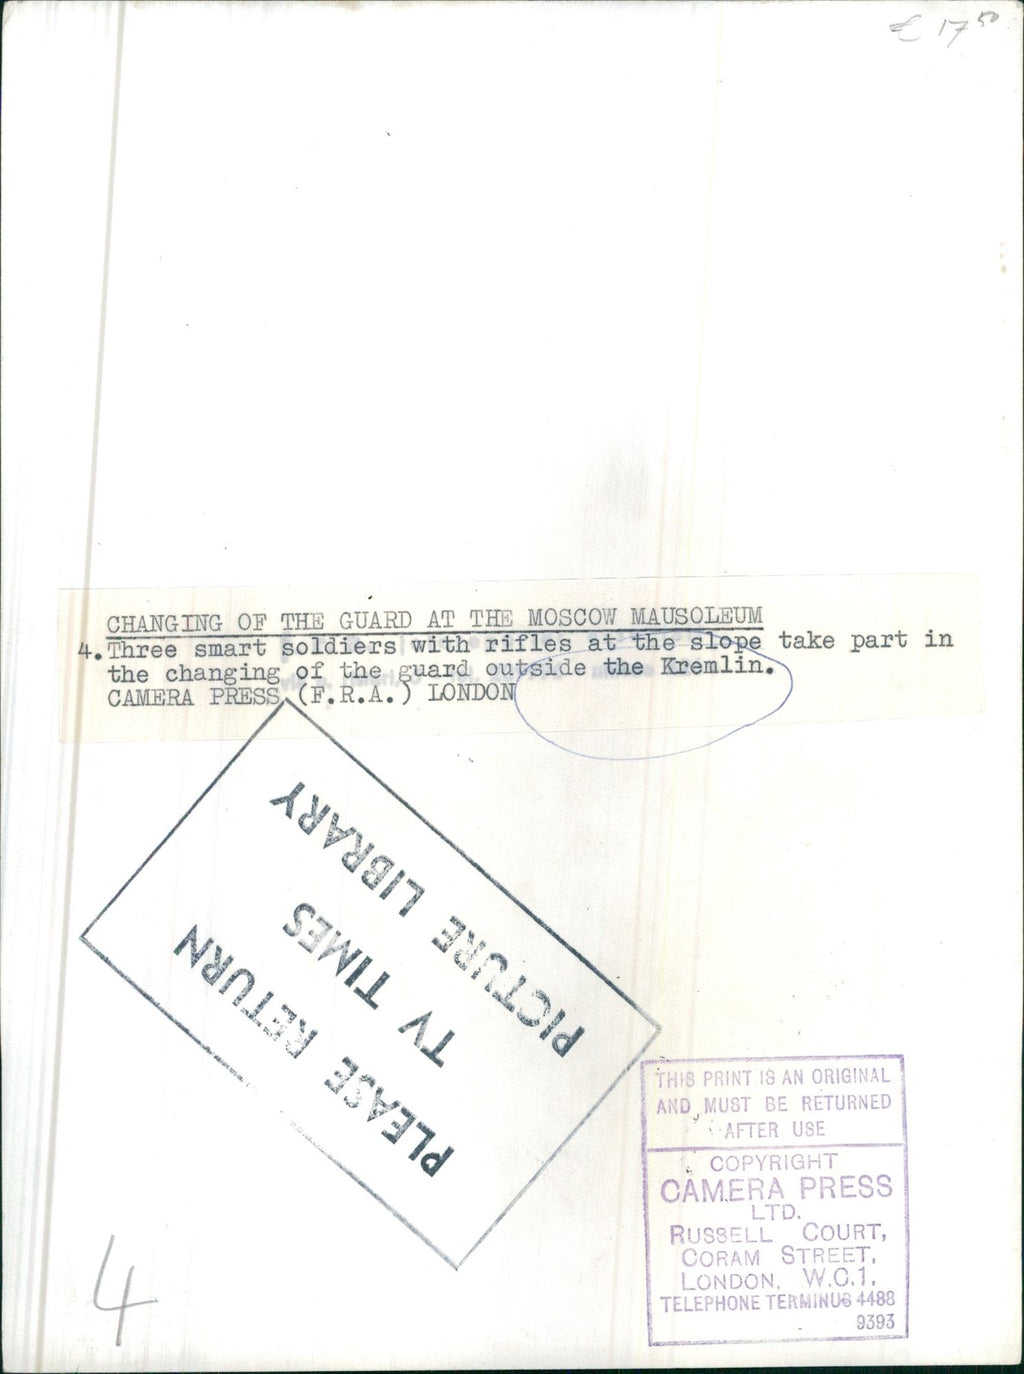 € 17 50
CHANGING OF THE GUARD AT THE MOSCOW MAUSOLEUM
4. Three smart soldiers with rifles at the slope take part in
the changing of the guard outside the Kremlin.
CAMERA PRESS (F.R.A.) LONDON
PLEASE RETURN
TV TIMES
PICTURE LIBRARY
THIS PRINT IS AN ORIGINAL
AND MUST BE RETURNED
AFTER USE
COPYRIGHT
CAMERA PRESS
LTD.
RUSSELL COURT,
CORAM STREET,
LONDON, W.C.1.
TELEPHONE TERMINUS 4488
9393
4